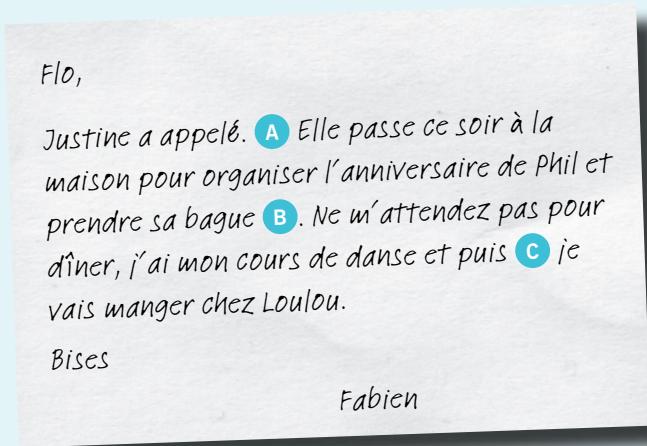 Flo,
Justine a appelé. A Elle passe ce soir à la
maison pour organiser l'anniversaire de Phil et
prendre sa bague B. Ne m'attendez pas pour
dîner, j'ai mon cours de danse et puis C je
vais manger chez Loulou.
Bises
Fabien